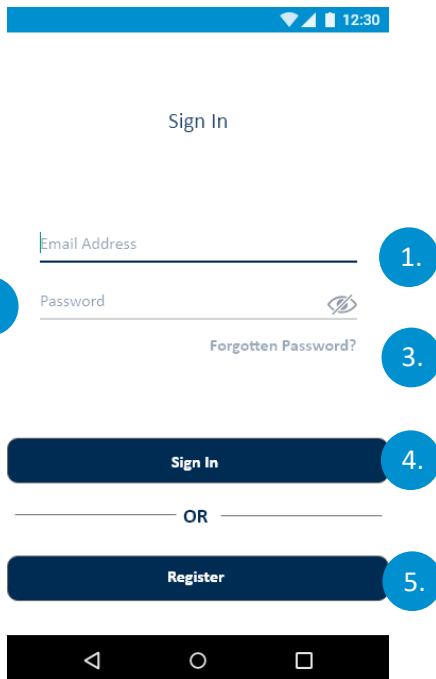 12:30
Sign In
Email Address
1.
Password
Forgotten Password?
3.
Sign In
4.
OR
Register
5.